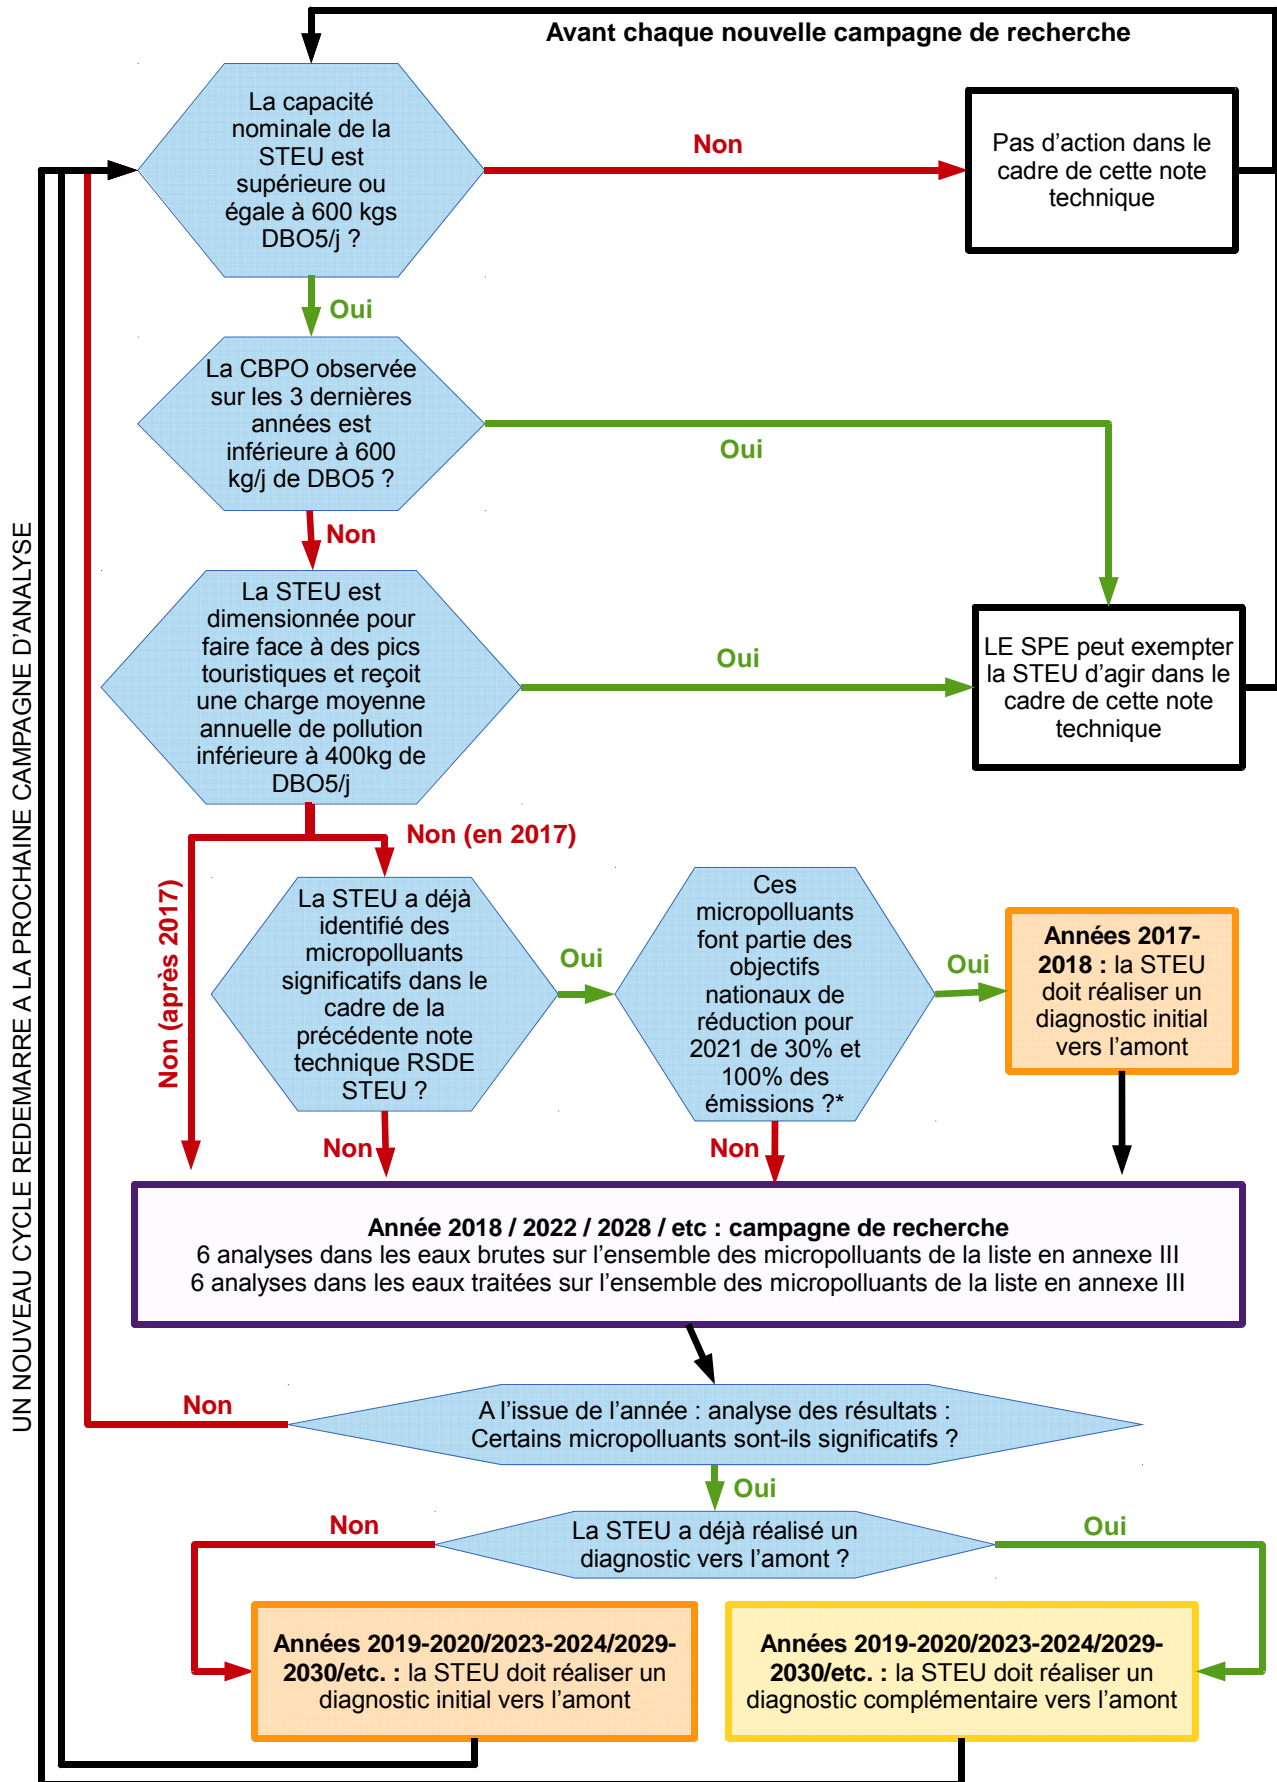 Avant chaque nouvelle campagne de recherche
La capacité
nominale de la
STEU est
supérieure ou
égale à 600 kgs
DBO5/j ?
Non
Pas d'action dans le
cadre de cette note
technique
Oui
La CBPO observée
sur les 3 dernières
années est
inférieure à 600
kg/j de DBO5 ?
Oui
Non
La STEU est
dimensionnée pour
faire face à des pics
touristiques et reçoit
une charge moyenne
annuelle de pollution
inférieure à 400kg de
DBO5/j
Oui
LE SPE peut exempter
la STEU d'agir dans le
cadre de cette note
technique
UN NOUVEAU CYCLE REDEMARRE A LA PROCHAINE CAMPAGNE D'ANALYSE
Non (après 2017)
Non (en 2017)
La STEU a déjà
identifié des
micropolluants
significatifs dans le
cadre de la
précédente note
technique RSDE
STEU ?
Oui
Ces
micropolluants
font partie des
objectifs
nationaux de
réduction pour
2021 de 30% et
100% des
émissions ?*
Oui
Années 2017-
2018 : la STEU
doit réaliser un
diagnostic initial
vers l'amont
Non
Non
Année 2018 / 2022 / 2028 / etc : campagne de recherche
6 analyses dans les eaux brutes sur l'ensemble des micropolluants de la liste en annexe III
6 analyses dans les eaux traitées sur l'ensemble des micropolluants de la liste en annexe III
Non
A l'issue de l'année : analyse des résultats :
Certains micropolluants sont-ils significatifs ?
Oui
Non
La STEU a déjà réalisé un
diagnostic vers l'amont ?
Oui
Années 2019-2020/2023-2024/2029-
2030/etc. : la STEU doit réaliser un
diagnostic initial vers l'amont
Années 2019-2020/2023-2024/2029-
2030/etc. : la STEU doit réaliser un
diagnostic complémentaire vers l'amont